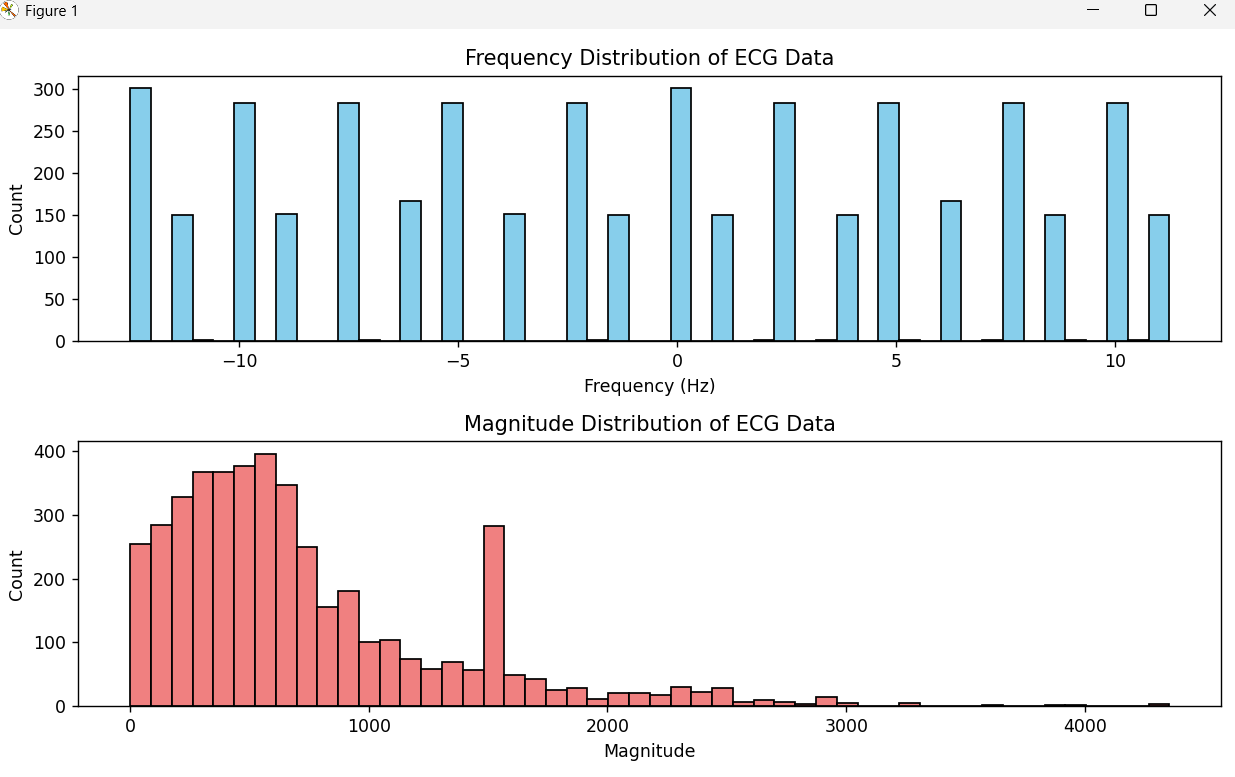 Figure 1
Frequency Distribution of ECG Data
300
250
200
150
100
50
0
Count
−10 −5 0 5 10
Frequency (Hz)
Magnitude Distribution of ECG Data
400
300
200
100
0
Count
0 1000 2000 3000 4000
Magnitude